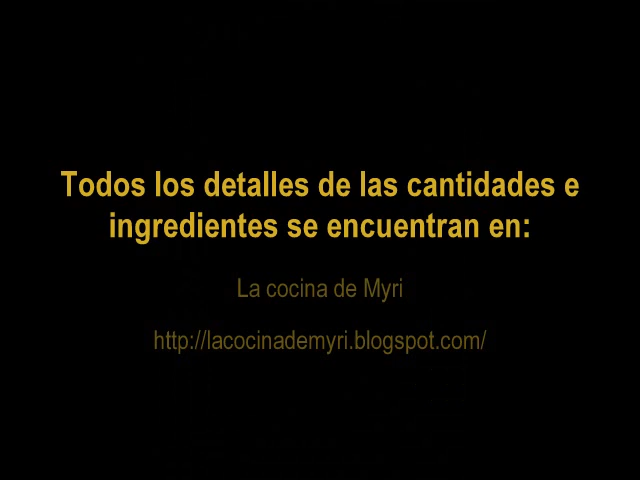 Todos los detalles de las cantidades e
ingredientes se encuentran en:
La cocina de Myri
http://lacocinademyri.blogspot.com/